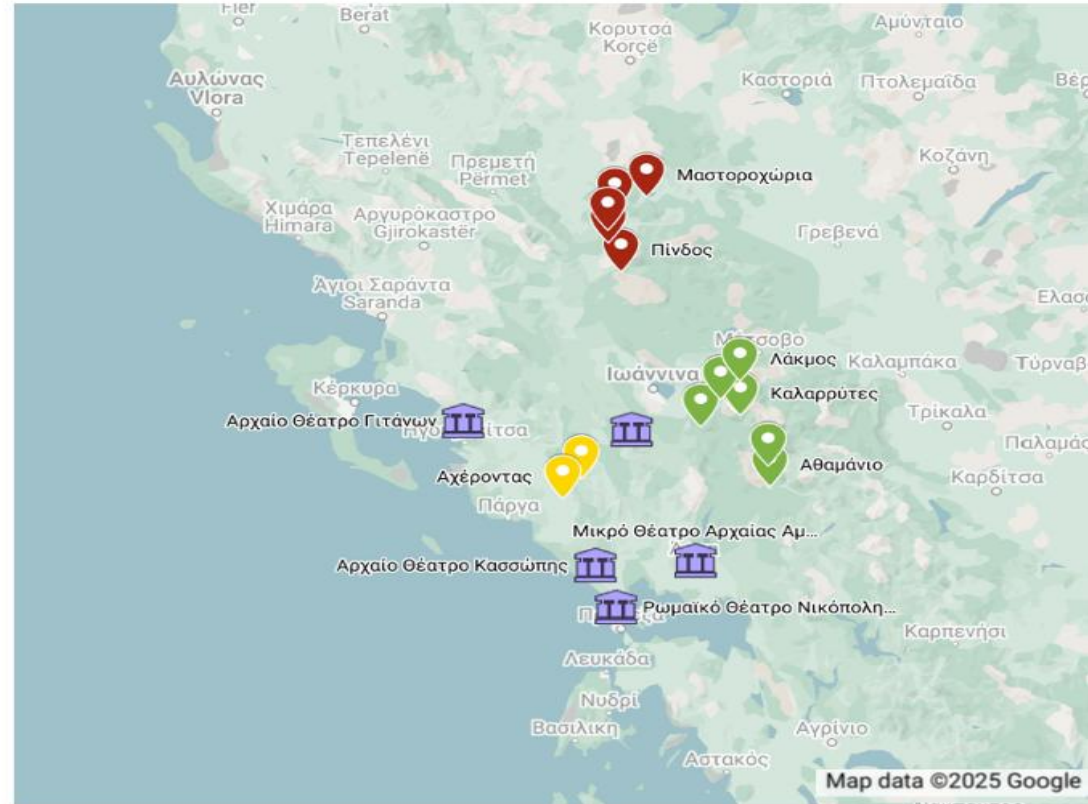 Fier
Berat
Κορυτσά
Korçë
Αμύνταιο
Αυλώνας
Vlora
Καστοριά
Πτολεμαΐδα
Τεπελένι
Tepelenë
Πρεμετή
Përmet
Μαστοροχώρια
Κοζάνη
Χιμάρα
Himara
Αργυρόκαστρο
Gjirokastër
Πίνδος
Γρεβενά
Άγιοι Σαράντα
Saranda
Ελασ
Μέτσοβο
Λάκμος
Καλαμπάκα
Τύρναβ
Ιωάννινα
Κέρκυρα
Καλαρρύτες
Τρίκαλα
Αρχαίο Θέατρο Γιτάνων
Παλαμάς
Αχέροντας
Αθαμάνιο
Καρδίτσα
Πάργα
Μικρό Θέατρο Αρχαίας Αμ...
Αρχαίο Θέατρο Κασσώπης
Ρωμαϊκό Θέατρο Νικόπολη...
Καρπενήσι
Λευκάδα
Νυδρί
Βασιλικη
Αγρίνιο
Αστακός
Map data ©2025 Google